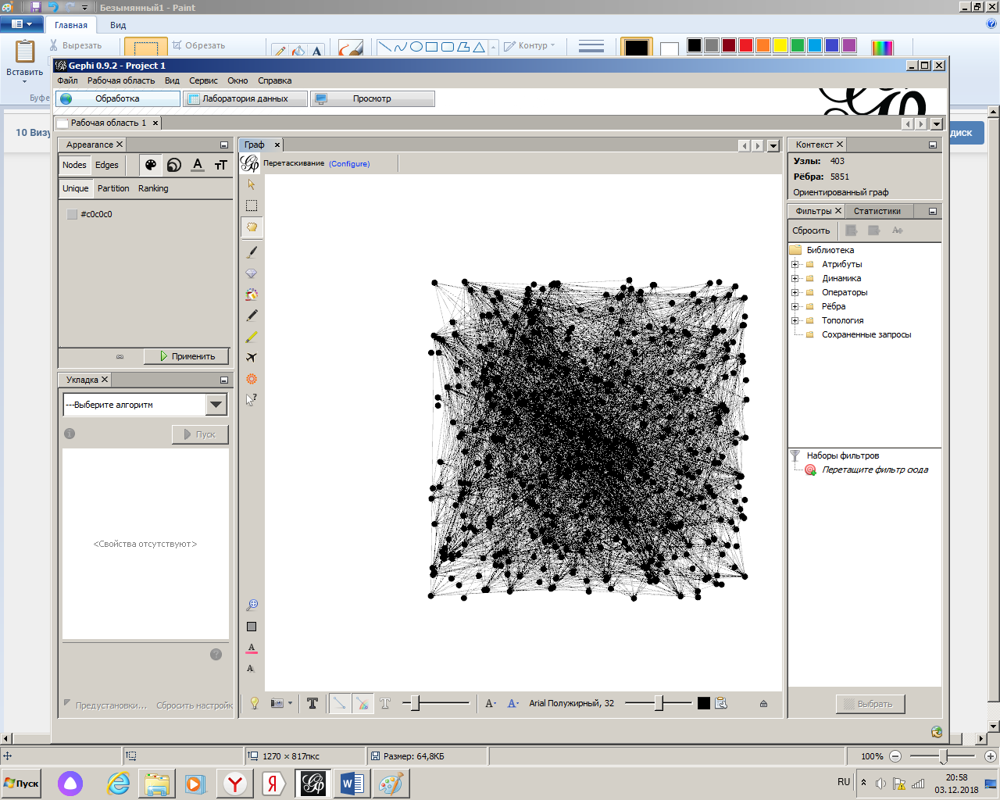 Безымянный1 - Paint
Главная
Вид
Вставить
Вырезать
Обрезать
Контур
Буфе
10 Визу
диск
Gephi 0.9.2 - Project 1
Файл
Рабочая область
Вид
Сервис
Окно
Справка
Обработка
Лаборатория данных
Просмотр
Рабочая область 1
Appearance
Nodes
Edges
Unique
Partition
Ranking
#c0c0c0
Применить
Укладка
---Выберите алгоритм
Пуск
<Свойства отсутствуют>
Предустановки...
Сбросить настройк
Граф
Перетаскивание (Configure)
Arial Полужирный, 32
Контекст
Узлы: 403
Рёбра: 5851
Ориентированный граф
Фильтры
Статистики
Сбросить
Библиотека
Атрибуты
Динамика
Операторы
Рёбра
Топология
Сохраненные запросы
Наборы фильтров
Перетащите фильтр сюда
Выбрать
1270 × 817пкс
Размер: 64,8КБ
100%
Пуск
RU
20:58
03.12.2018